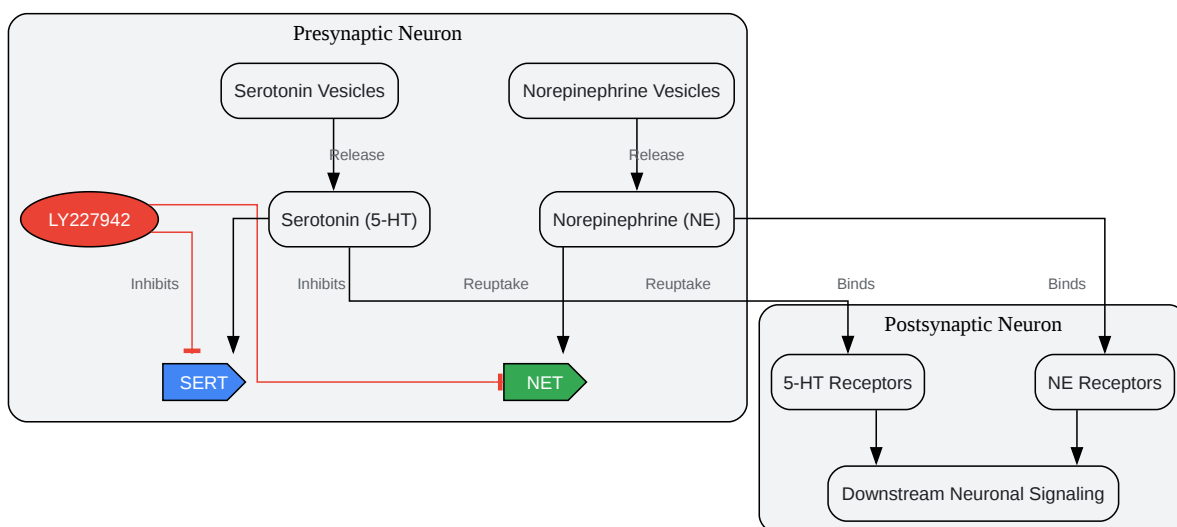 Presynaptic Neuron
Serotonin Vesicles
Norepinephrine Vesicles
Release
Release
LY227942
Serotonin (5-HT)
Norepinephrine (NE)
Inhibits
Inhibits
Reuptake
Reuptake
Binds
Binds
Postsynaptic Neuron
SERT
NET
5-HT Receptors
NE Receptors
Downstream Neuronal Signaling